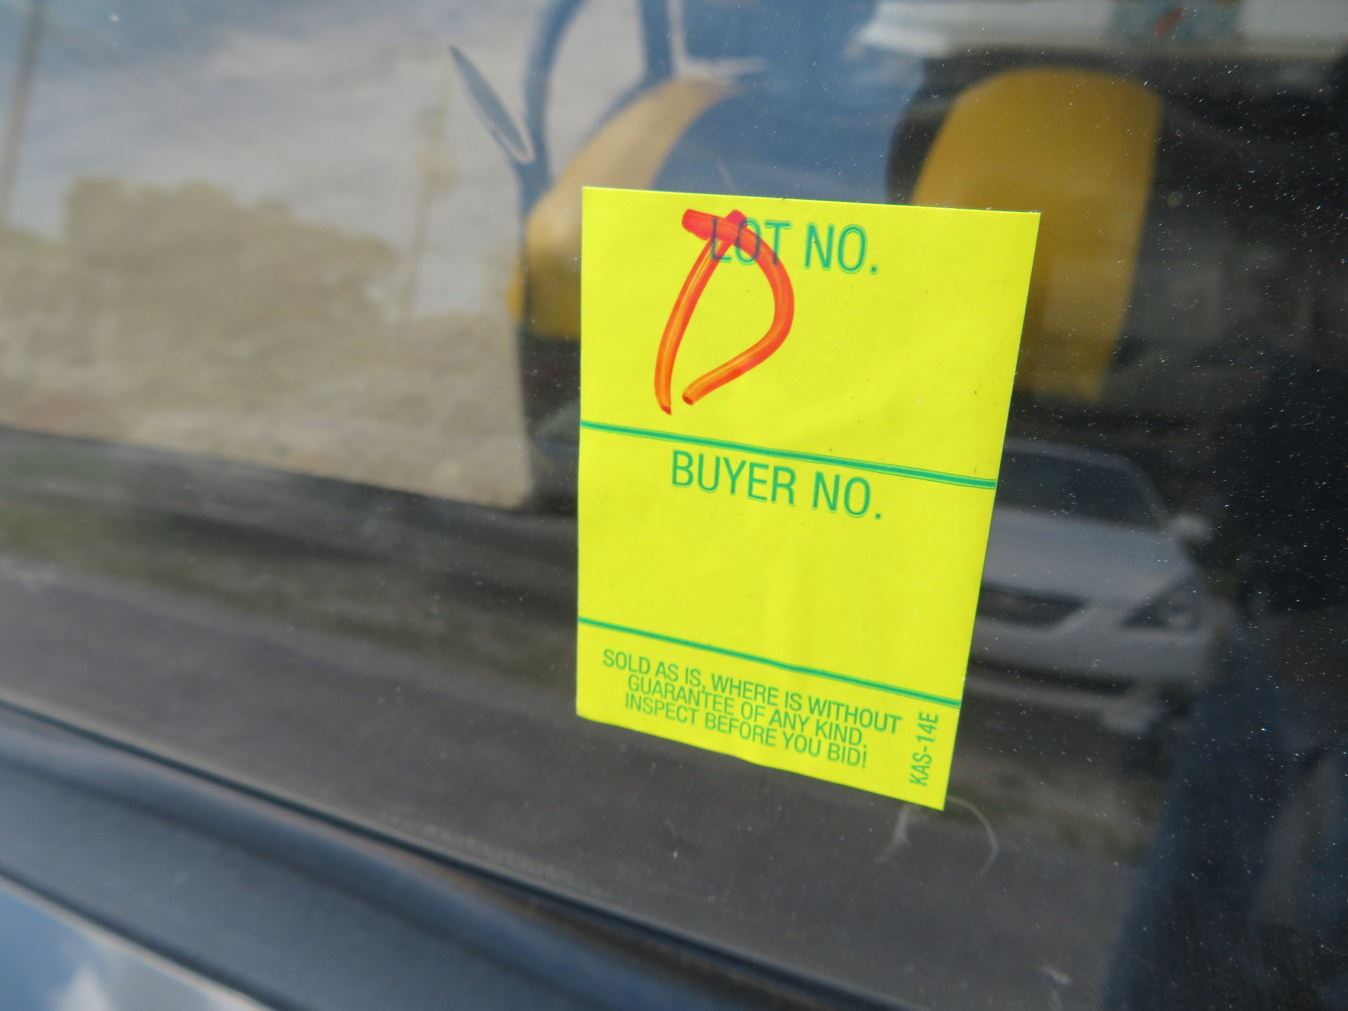 LOT NO.
D
BUYER NO.
SOLD AS IS, WHERE IS WITHOUT
GUARANTEE OF ANY KIND,
INSPECT BEFORE YOU BID!
KAS-14E